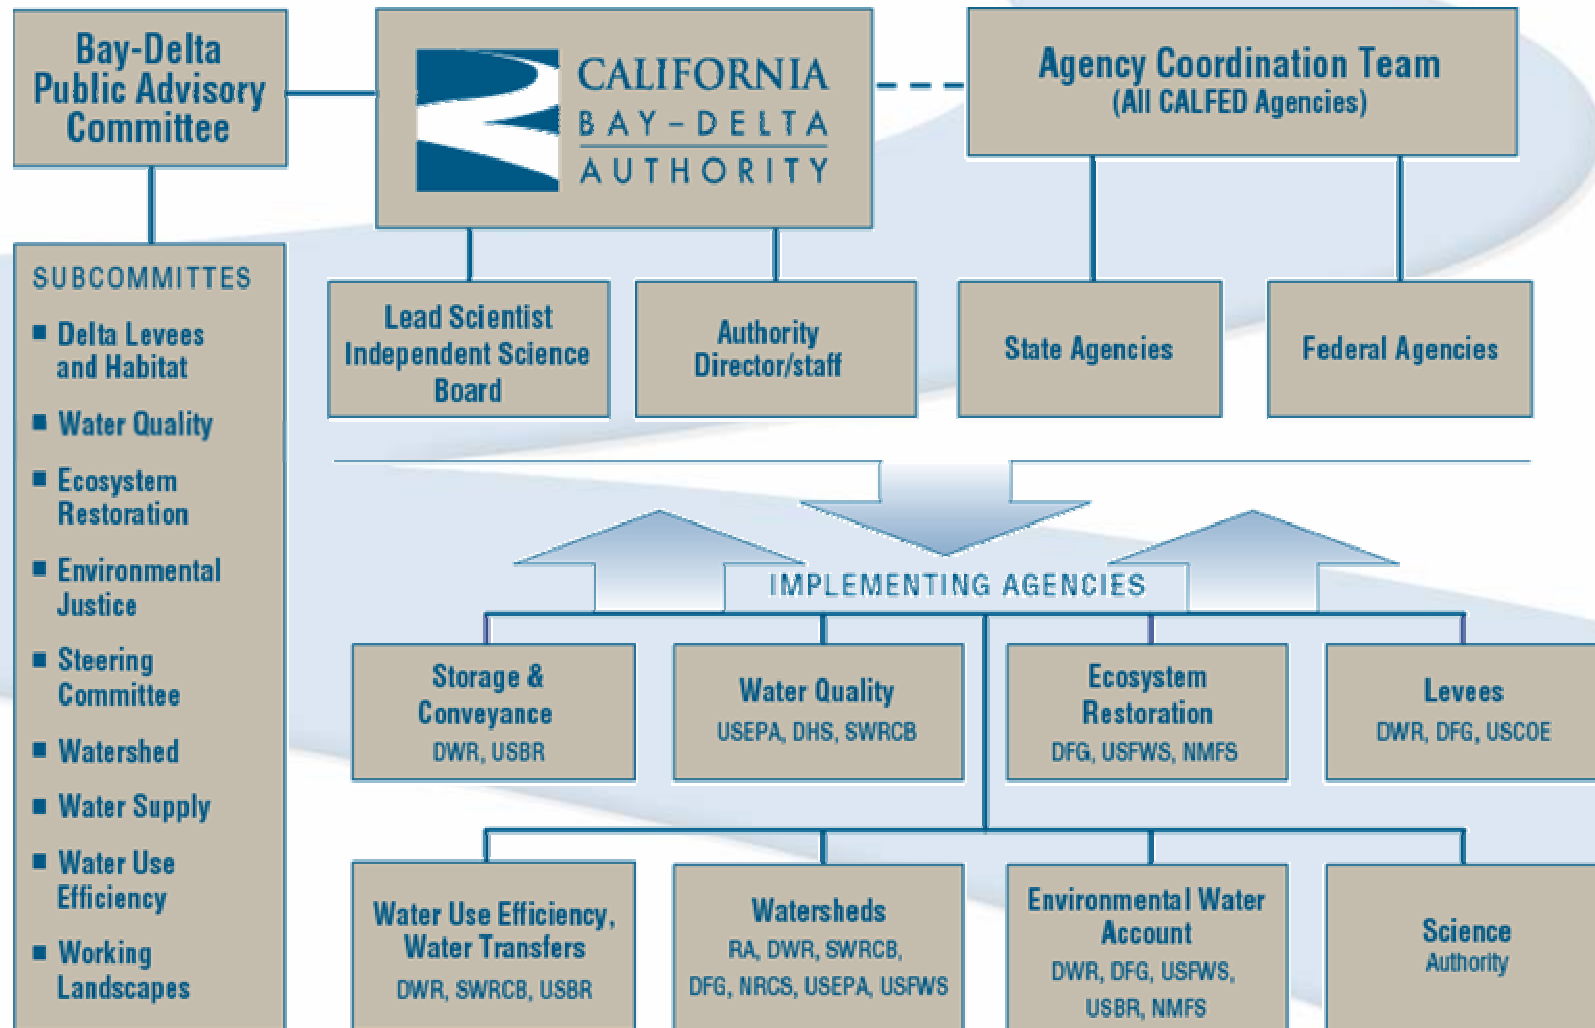 Bay-Delta
Public Advisory
Committee
CALIFORNIA
BAY-DELTA
AUTHORITY
Agency Coordination Team
(All CALFED Agencies)
SUBCOMMITTES
■ Delta Levees
and Habitat
■ Water Quality
■ Ecosystem
Restoration
■ Environmental
Justice
■ Steering
Committee
■ Watershed
■ Water Supply
■ Water Use
Efficiency
■ Working
Landscapes
Lead Scientist
Independent Science
Board
Authority
Director/staff
State Agencies
Federal Agencies
IMPLEMENTING AGENCIES
Storage &
Conveyance
DWR, USBR
Water Quality
USEPA, DHS, SWRCB
Ecosystem
Restoration
DFG, USFWS, NMFS
Levees
DWR, DFG, USCOE
Water Use Efficiency,
Water Transfers
DWR, SWRCB, USBR
Watersheds
RA, DWR, SWRCB,
DFG, NRCS, USEPA, USFWS
Environmental Water
Account
DWR, DFG, USFWS,
USBR, NMFS
Science
Authority